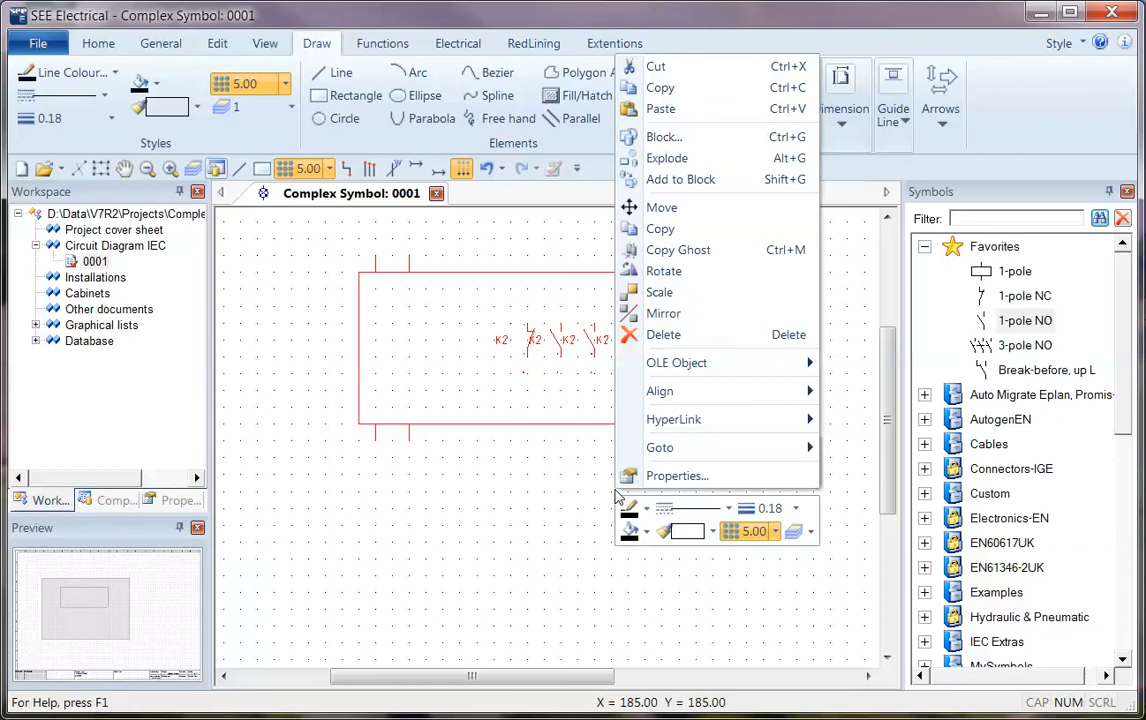 SEE Electrical - Complex Symbol: 0001
File Home General Edit View Draw Functions Electrical RedLining Extentions Style
Line Colour...
0.18
5.00
1
Styles
Line Arc Bezier Polygon A
Rectangle Ellipse Spline Fill/Hatch
Circle Parabola Free hand Parallel
Elements
Dimension
Guide Line
Arrows
5.00
Workspace
D:\Data\V7R2\Projects\Comple
Project cover sheet
Circuit Diagram IEC
0001
Installations
Cabinets
Other documents
Graphical lists
Database
Work... Comp... Prope...
Preview
Complex Symbol: 0001
K2 K2 K2 K2
Cut Ctrl+X
Copy Ctrl+C
Paste Ctrl+V
Block... Ctrl+G
Explode Alt+G
Add to Block Shift+G
Move
Copy
Copy Ghost Ctrl+M
Rotate
Scale
Mirror
Delete Delete
OLE Object
Align
HyperLink
Goto
Properties...
0.18
5.00
Symbols
Filter:
Favorites
1-pole
1-pole NC
1-pole NO
3-pole NO
Break-before, up L
Auto Migrate Eplan, Promis-
AutogenEN
Cables
Connectors-IGE
Custom
Electronics-EN
EN60617UK
EN61346-2UK
Examples
Hydraulic & Pneumatic
IEC Extras
MySymbols
For Help, press F1
X = 185.00 Y = 185.00
CAP NUM SCRL